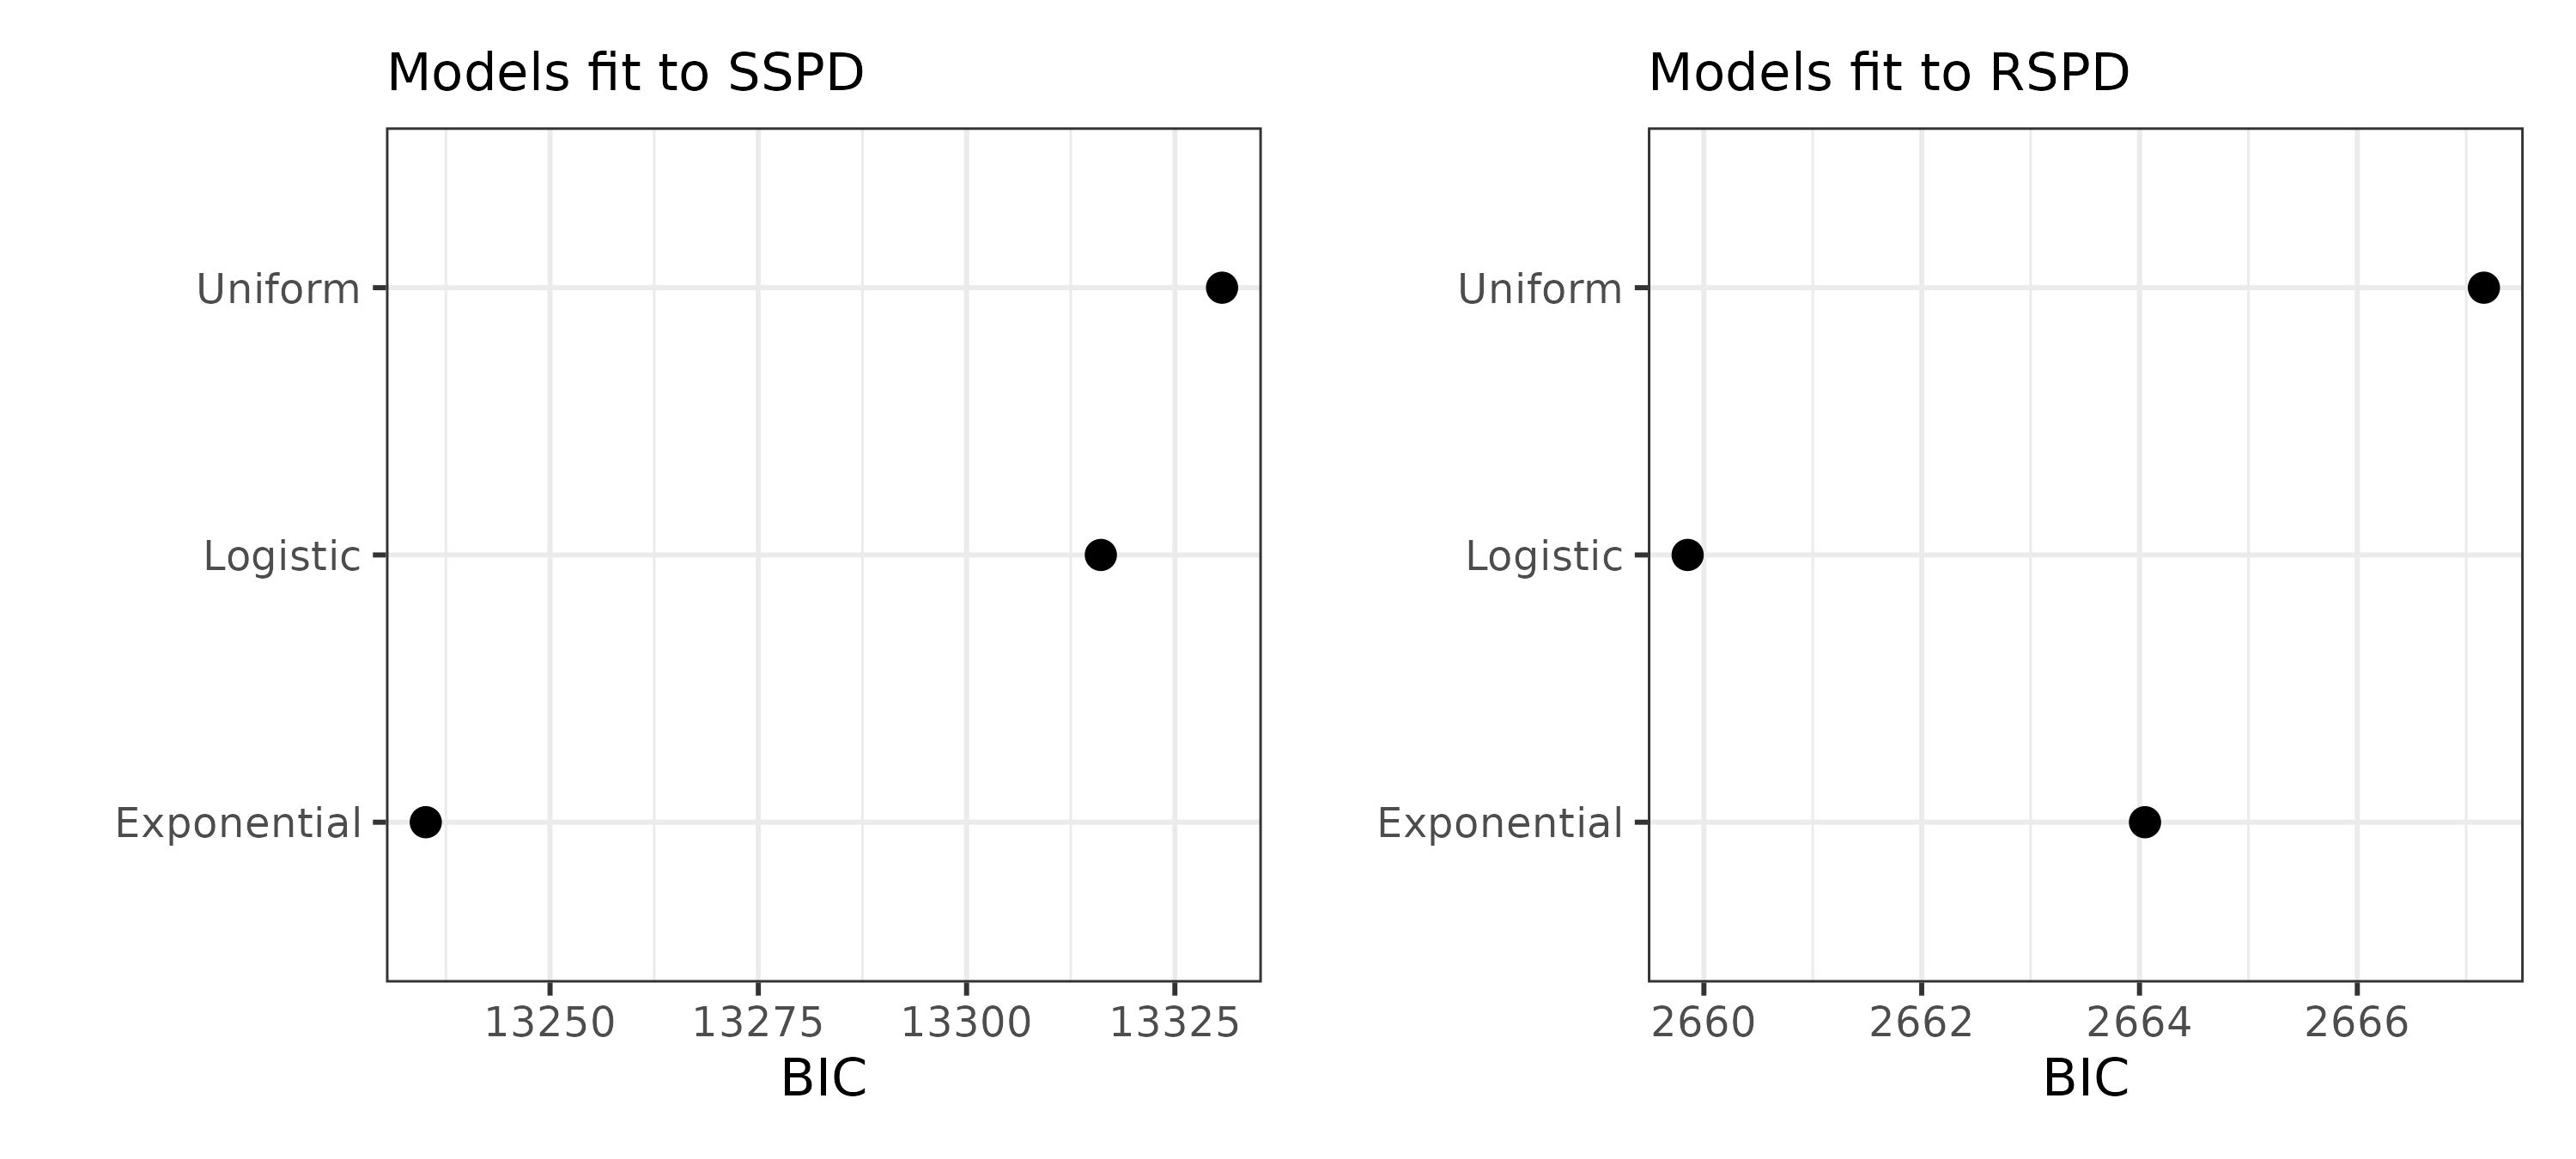 Models fit to SSPD
Uniform
Logistic
Exponential
13250 13275 13300 13325
BIC
Models fit to RSPD
Uniform
Logistic
Exponential
2660 2662 2664 2666
BIC